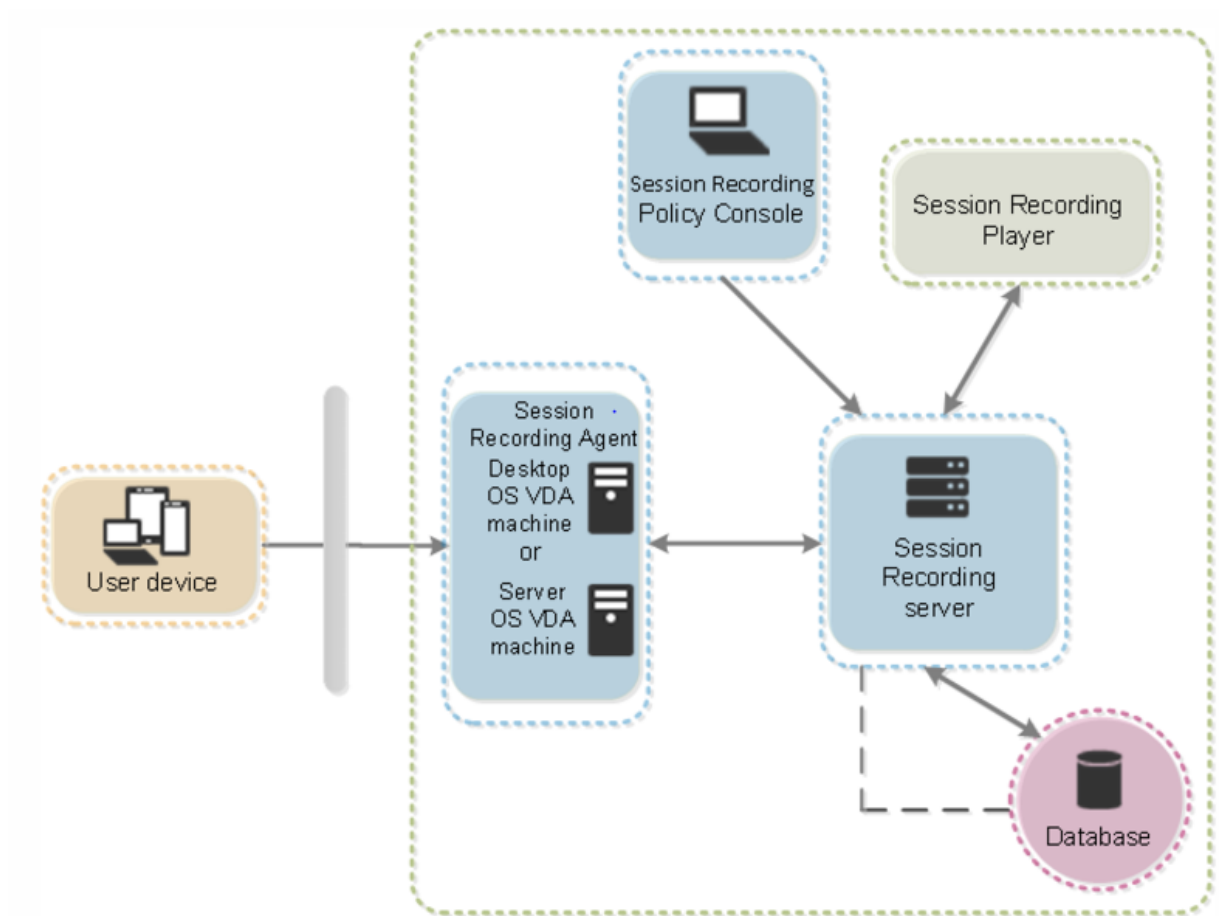 Session Recording
Policy Console
Session Recording
Player
Session
Recording Agent
Desktop
OS VDA
machine
or
Server
OS VDA
machine
User device
Session
Recording
server
Database